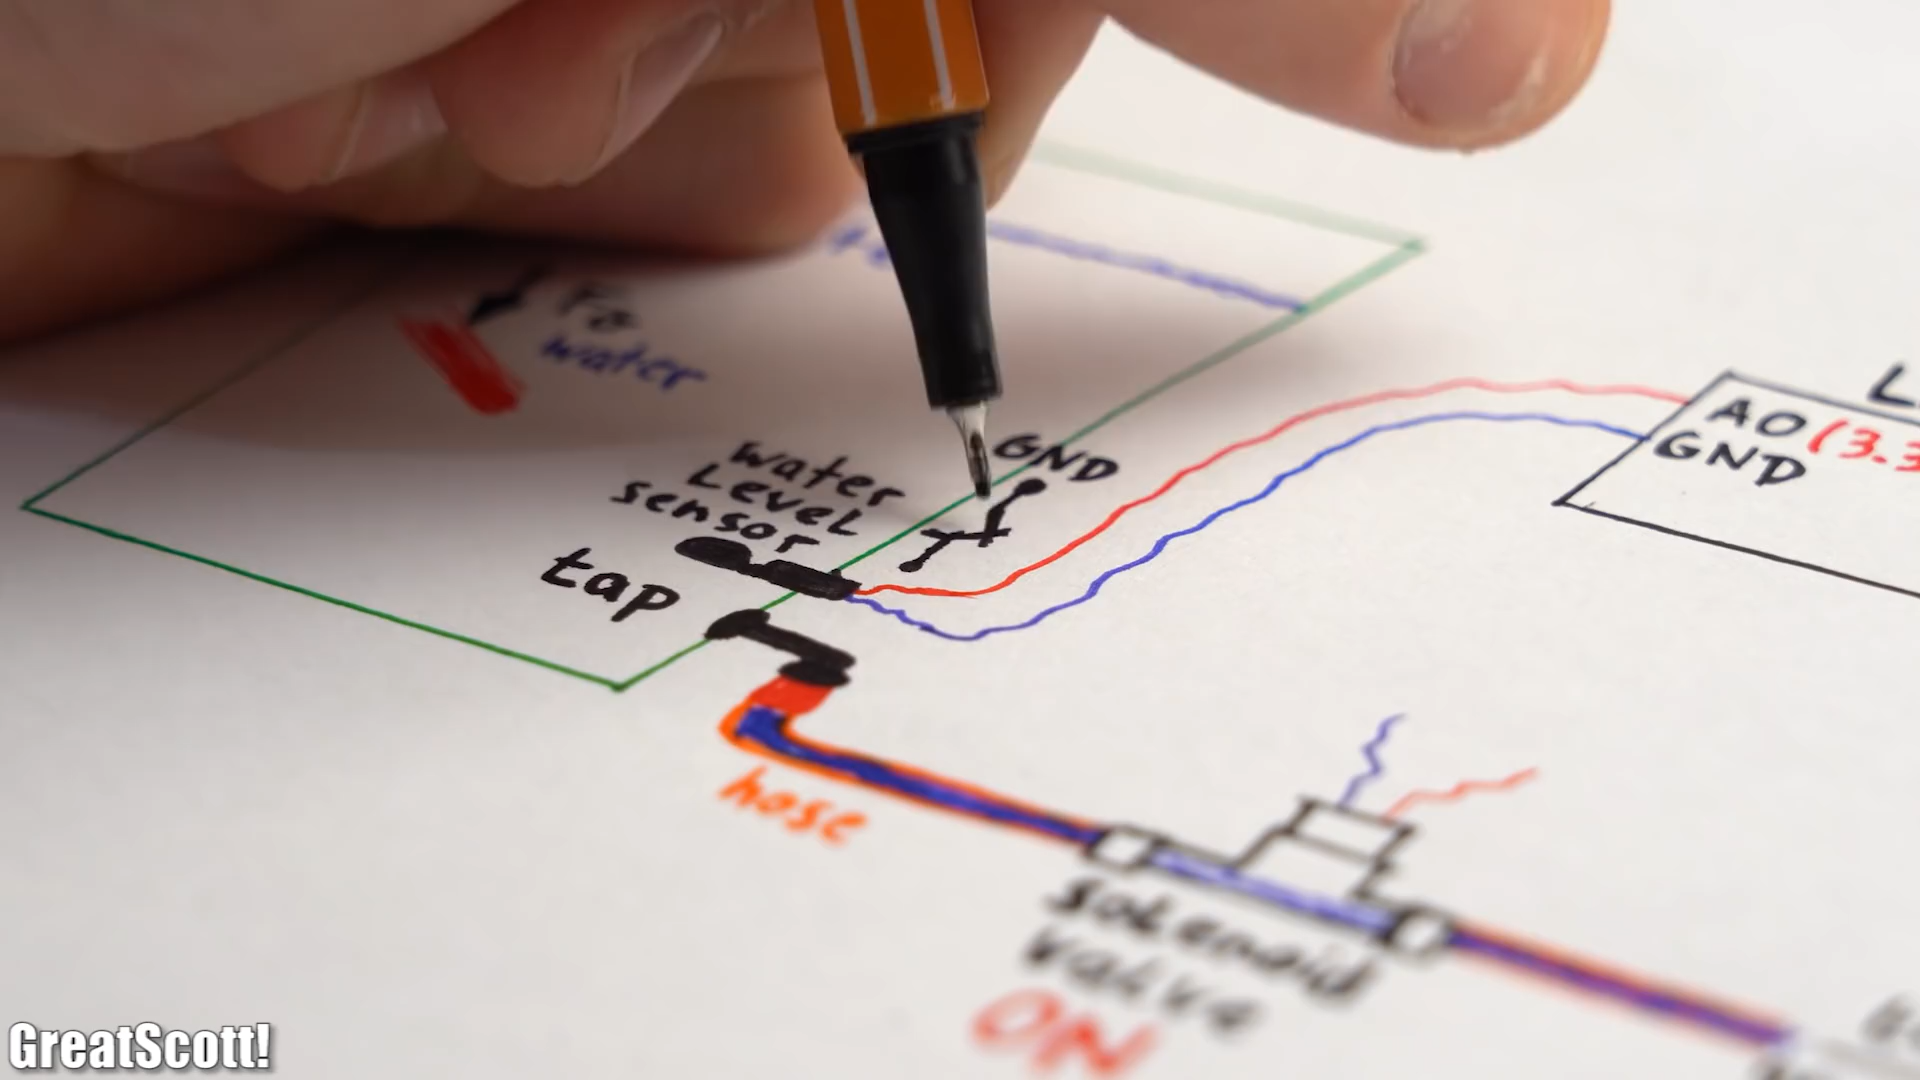 water
GND
Water
Level
sensor
tap
AO (3.3
GND
L
hose
solenoid
valve
ON
GreatScott!